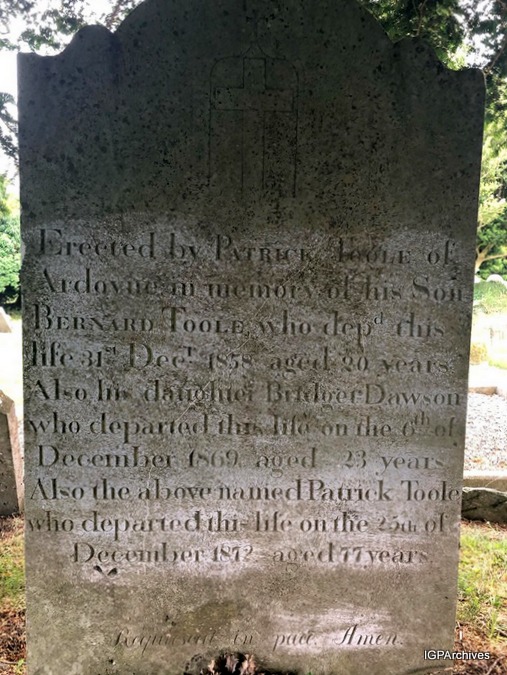 Erected by PATRICK TOOLE of
Ardoyne in memory of his Son
BERNARD TOOLE, who depd this
life 31st Decr 1858 aged 20 years
Also his daughter Bridget Dawson
who departed this life on the 6th of
December 1869 aged 23 years
Also the above named Patrick Toole
who departed this life on the 25th of
December 1872 aged 77 years
in pace. Amen.
IGPArchives